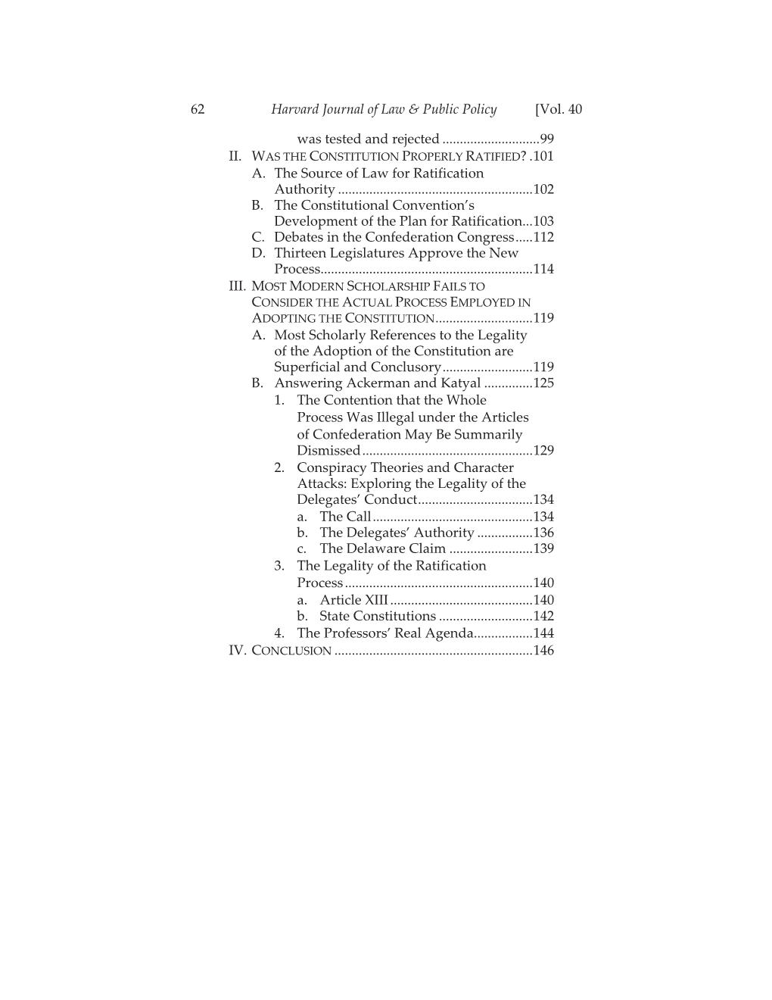 62 Harvard Journal of Law & Public Policy [Vol. 40
was tested and rejected ............................99
II. WAS THE CONSTITUTION PROPERLY RATIFIED? .101
A. The Source of Law for Ratification
Authority ........................................................102
B. The Constitutional Convention’s
Development of the Plan for Ratification...103
C. Debates in the Confederation Congress.....112
D. Thirteen Legislatures Approve the New
Process.............................................................114
III. MOST MODERN SCHOLARSHIP FAILS TO
CONSIDER THE ACTUAL PROCESS EMPLOYED IN
ADOPTING THE CONSTITUTION............................119
A. Most Scholarly References to the Legality
of the Adoption of the Constitution are
Superficial and Conclusory..........................119
B. Answering Ackerman and Katyal ..............125
1. The Contention that the Whole
Process Was Illegal under the Articles
of Confederation May Be Summarily
Dismissed.................................................129
2. Conspiracy Theories and Character
Attacks: Exploring the Legality of the
Delegates’ Conduct.................................134
a. The Call..............................................134
b. The Delegates’ Authority ................136
c. The Delaware Claim ........................139
3. The Legality of the Ratification
Process......................................................140
a. Article XIII.........................................140
b. State Constitutions ...........................142
4. The Professors’ Real Agenda.................144
IV. CONCLUSION .........................................................146